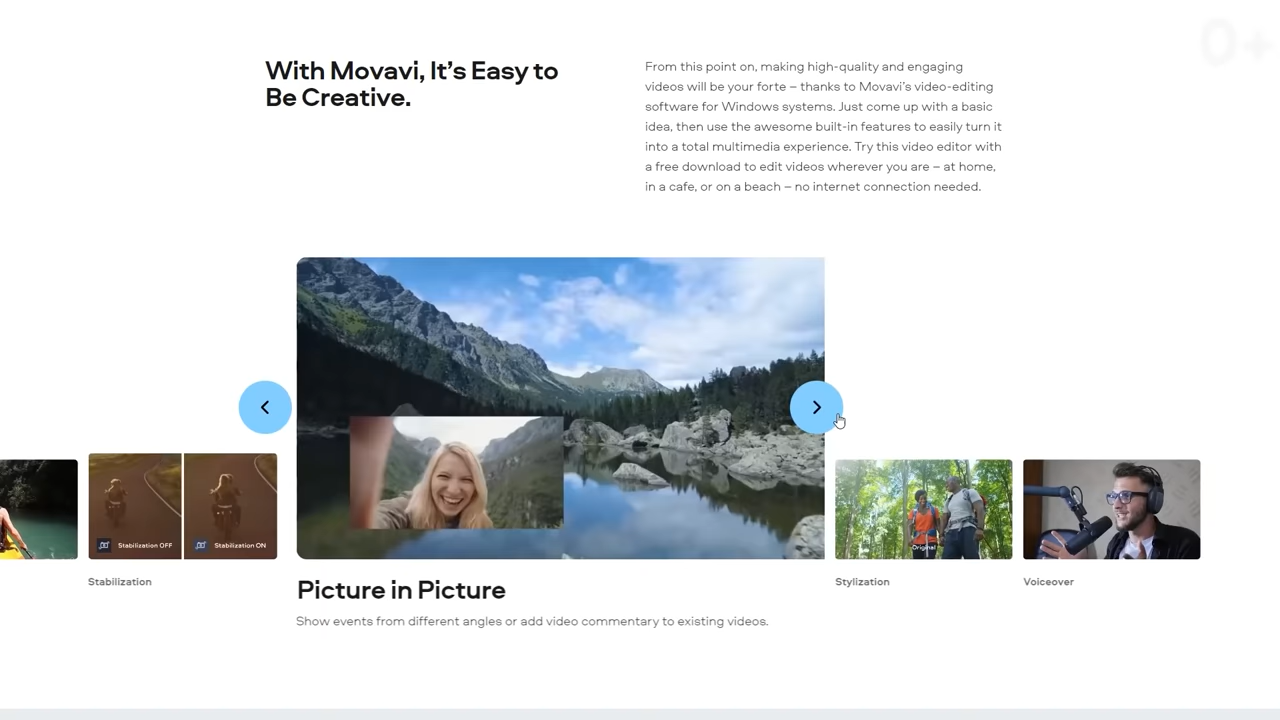 0+
With Movavi, It's Easy to
Be Creative.
From this point on, making high-quality and engaging
videos will be your forte – thanks to Movavi's video-editing
software for Windows systems. Just come up with a basic
idea, then use the awesome built-in features to easily turn it
into a total multimedia experience. Try this video editor with
a free download to edit videos wherever you are – at home,
in a cafe, or on a beach – no internet connection needed.
Stabilization OFF
Stabilization ON
Original
Stabilization
Stylization
Voiceover
Picture in Picture
Show events from different angles or add video commentary to existing videos.